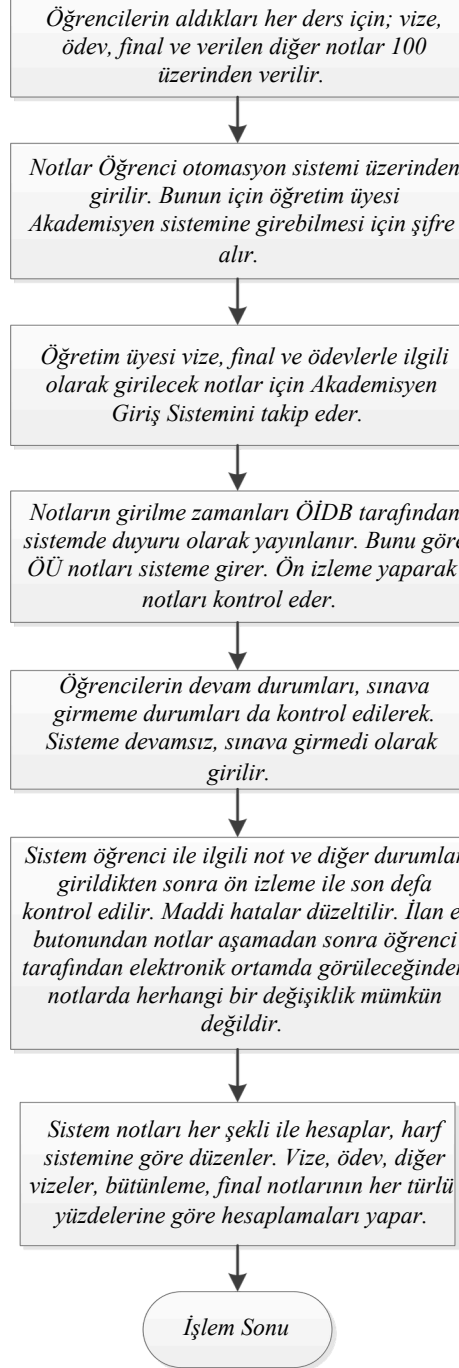 Öğrencilerin aldıkları her ders için; vize,
ödev, final ve verilen diğer notlar 100
üzerinden verilir.
Notlar Öğrenci otomasyon sistemi üzerinden
girilir. Bunun için öğretim üyesi
Akademisyen sistemine girebilmesi için şifre
alır.
Öğretim üyesi vize, final ve ödevlerle ilgili
olarak girilecek notlar için Akademisyen
Giriş Sistemini takip eder.
Notların girilme zamanları ÖİDB tarafından
sistemde duyuru olarak yayınlanır. Bunu göre
ÖÜ notları sisteme girer. Ön izleme yaparak
notları kontrol eder.
Öğrencilerin devam durumları, sınava
girmeme durumları da kontrol edilerek.
Sisteme devamsız, sınava girmedi olarak
girilir.
Sistem öğrenci ile ilgili not ve diğer durumlar
girildikten sonra ön izleme ile son defa
kontrol edilir. Maddi hatalar düzeltilir. İlan e
butonundan notlar aşamadan sonra öğrenci
tarafından elektronik ortamda görüleceğinden
notlarda herhangi bir değişiklik mümkün
değildir.
Sistem notları her şekli ile hesaplar, harf
sistemine göre düzenler. Vize, ödev, diğer
vizeler, bütünleme, final notlarının her türlü
yüzdelerine göre hesaplamaları yapar.
İşlem Sonu